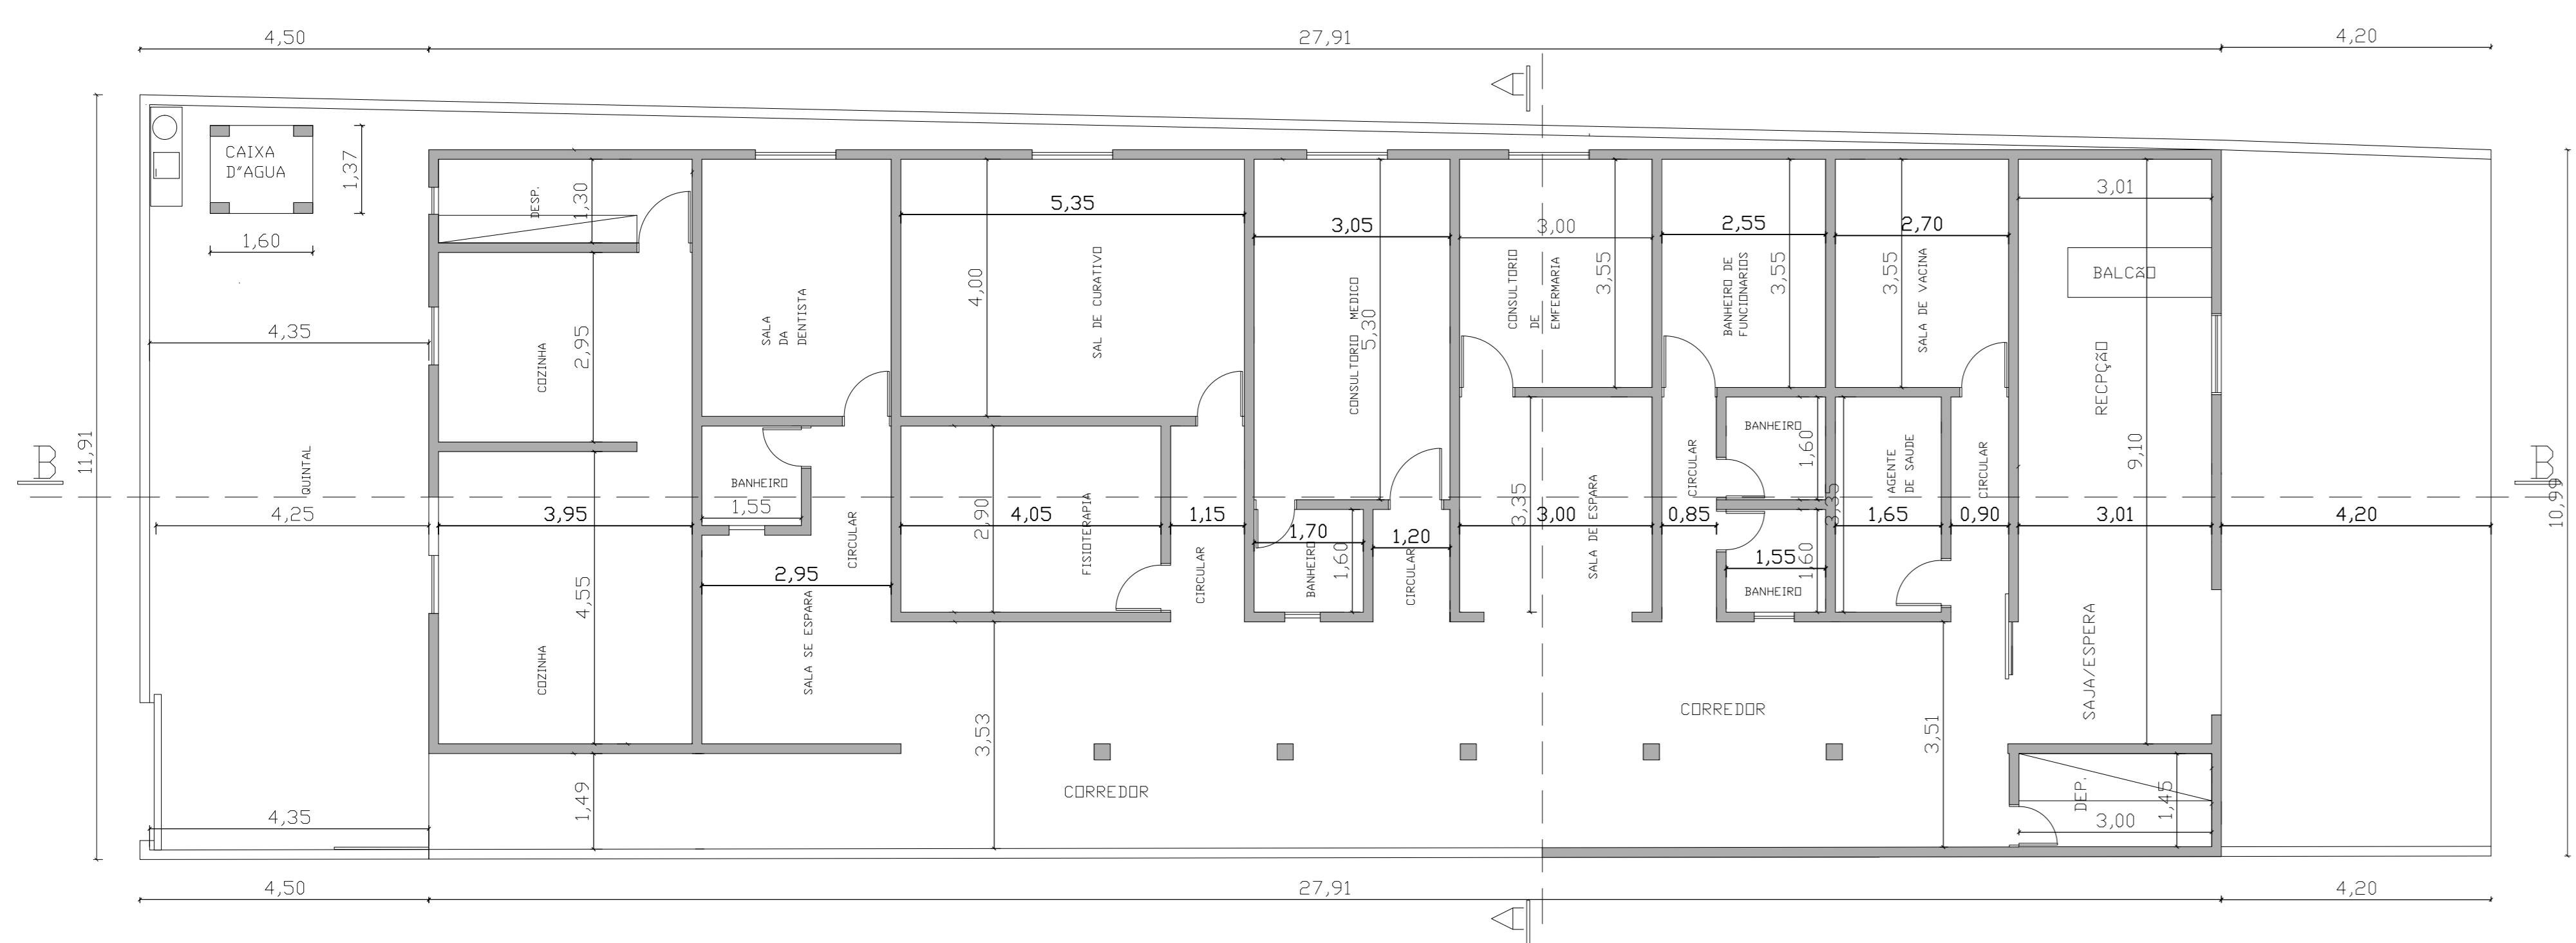 4,50
27,91
4,20
CAIXA
D"AGUA
1,37
1,60
DESP.
1,30
5,35
3,05
3,00
2,55
2,70
3,01
4,00
SAL DE CURATIVO
CONSULTORIO MEDICO
5,30
CONSULTORIO
DE
EMFERMARIA
3,55
BANHEIRO DE
FUNCIONARIOS
3,55
3,55
SALA DE VACINA
BALCãO
4,35
COZINHA
2,95
SALA
DA
DENTISTA
RECPÇÃO
11,91
B
QUINTAL
4,25
3,95
BANHEIRO
1,55
CIRCULAR
2,90
4,05
FISIOTERAPIA
1,15
CIRCULAR
1,70
BANHEIRO
1,60
1,20
CIRCULAR
3,35
3,00
SALA DE ESPARA
0,85
CIRCULAR
BANHEIRO
1,60
1,55
1,60
BANHEIRO
3,35
1,65
AGENTE
DE SAUDE
0,90
CIRCULAR
3,01
9,10
4,20
B
10,99
COZINHA
4,55
2,95
SALA SE ESPARA
SAJA/ESPERA
CORREDOR
3,53
3,51
CORREDOR
1,49
4,35
DEP.
1,45
3,00
4,50
27,91
4,20